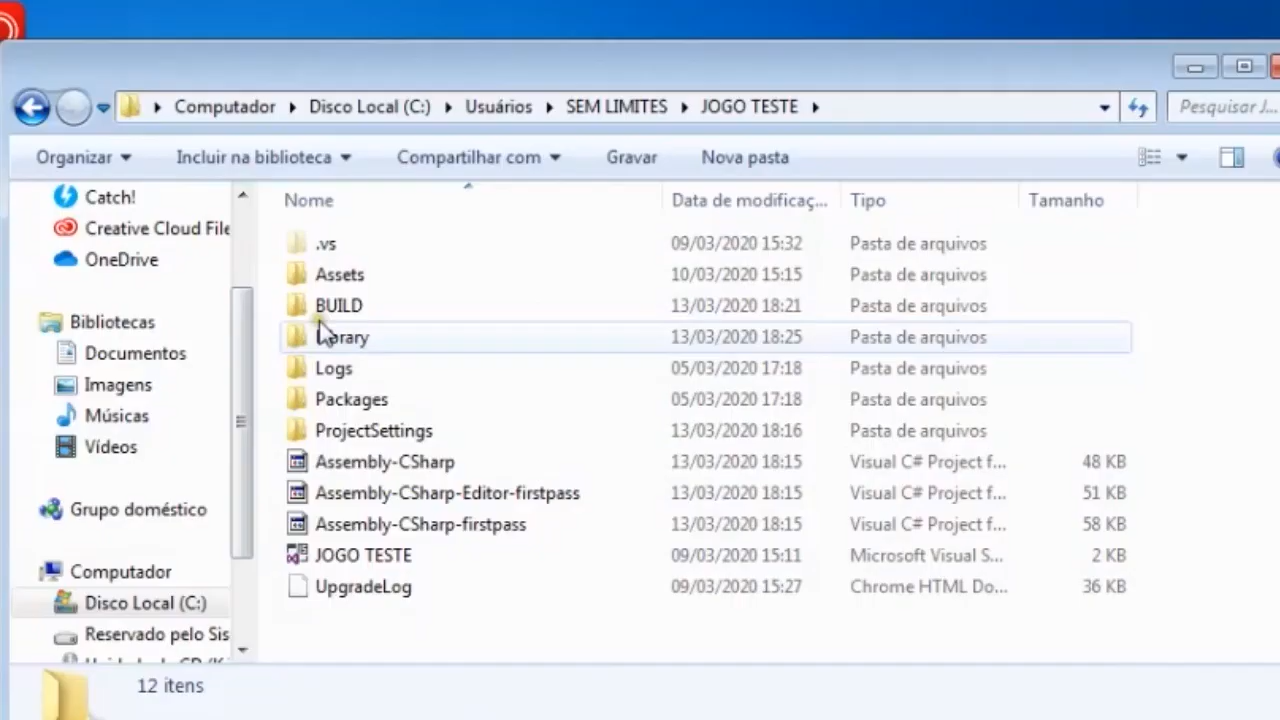 Computador Disco Local (C:) Usuários SEM LIMITES JOGO TESTE Pesquisar J...
Organizar Incluir na biblioteca Compartilhar com Gravar Nova pasta
Catch!
Creative Cloud File
OneDrive
Bibliotecas
Documentos
Imagens
Músicas
Vídeos
Grupo doméstico
Computador
Disco Local (C:)
Reservado pelo Sis
Nome Data de modificaç... Tipo Tamanho
.vs 09/03/2020 15:32 Pasta de arquivos
Assets 10/03/2020 15:15 Pasta de arquivos
BUILD 13/03/2020 18:21 Pasta de arquivos
Library 13/03/2020 18:25 Pasta de arquivos
Logs 05/03/2020 17:18 Pasta de arquivos
Packages 05/03/2020 17:18 Pasta de arquivos
ProjectSettings 13/03/2020 18:16 Pasta de arquivos
Assembly-CSharp 13/03/2020 18:15 Visual C# Project f... 48 KB
Assembly-CSharp-Editor-firstpass 13/03/2020 18:15 Visual C# Project f... 51 KB
Assembly-CSharp-firstpass 13/03/2020 18:15 Visual C# Project f... 58 KB
JOGO TESTE 09/03/2020 15:11 Microsoft Visual S... 2 KB
UpgradeLog 09/03/2020 15:27 Chrome HTML Do... 36 KB
12 itens